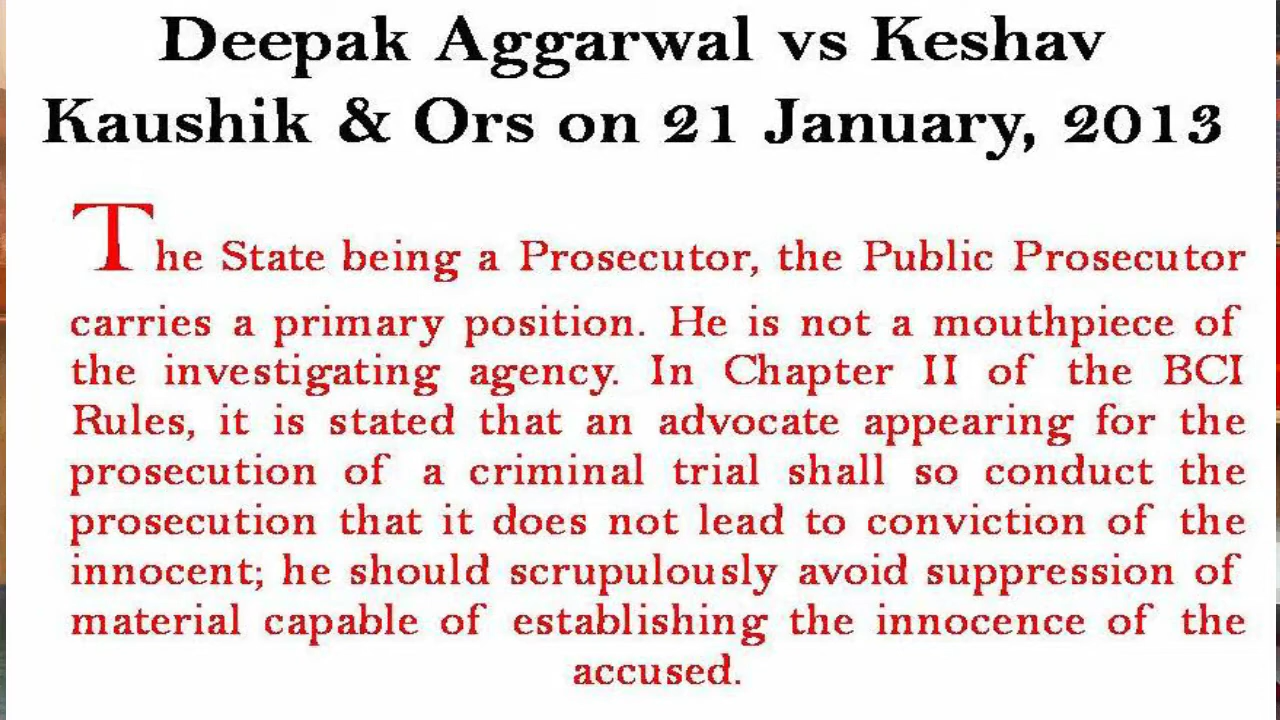 Deepak Aggarwal vs Keshav
Kaushik & Ors on 21 January, 2013
The State being a Prosecutor, the Public Prosecutor
carries a primary position. He is not a mouthpiece of
the investigating agency. In Chapter II of the BCI
Rules, it is stated that an advocate appearing for the
prosecution of a criminal trial shall so conduct the
prosecution that it does not lead to conviction of the
innocent; he should scrupulously avoid suppression of
material capable of establishing the innocence of the
accused.